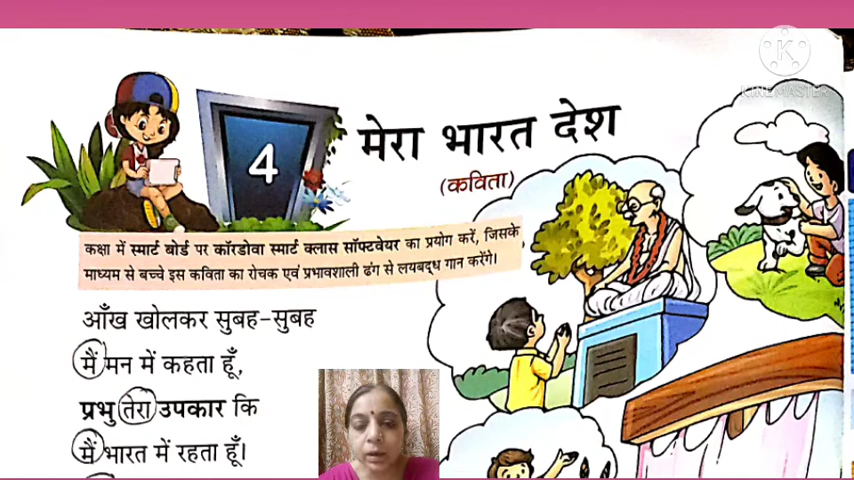 4
मेरा भारत देश
(कविता)
कक्षा में स्मार्ट बोर्ड पर कॉरडोवा स्मार्ट क्लास सॉफ्टवेयर का प्रयोग करें, जिसके
माध्यम से बच्चे इस कविता का रोचक एवं प्रभावशाली ढंग से लयबद्ध गान करेंगे।
आँख खोलकर सुबह-सुबह
मैं मन में कहता हूँ,
प्रभु तेरा उपकार कि
मैं भारत में रहता हूँ।
K
KINEMASTER